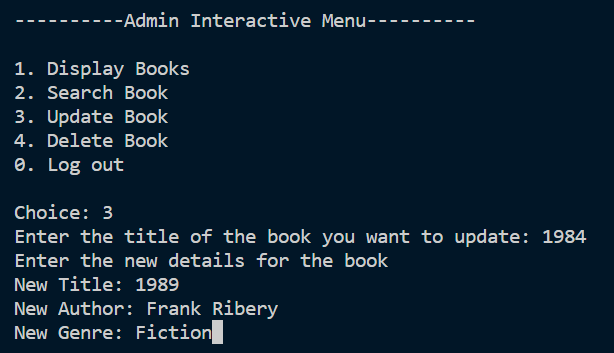 ----------Admin Interactive Menu----------
1. Display Books
2. Search Book
3. Update Book
4. Delete Book
0. Log out
Choice: 3
Enter the title of the book you want to update: 1984
Enter the new details for the book
New Title: 1989
New Author: Frank Ribery
New Genre: Fiction